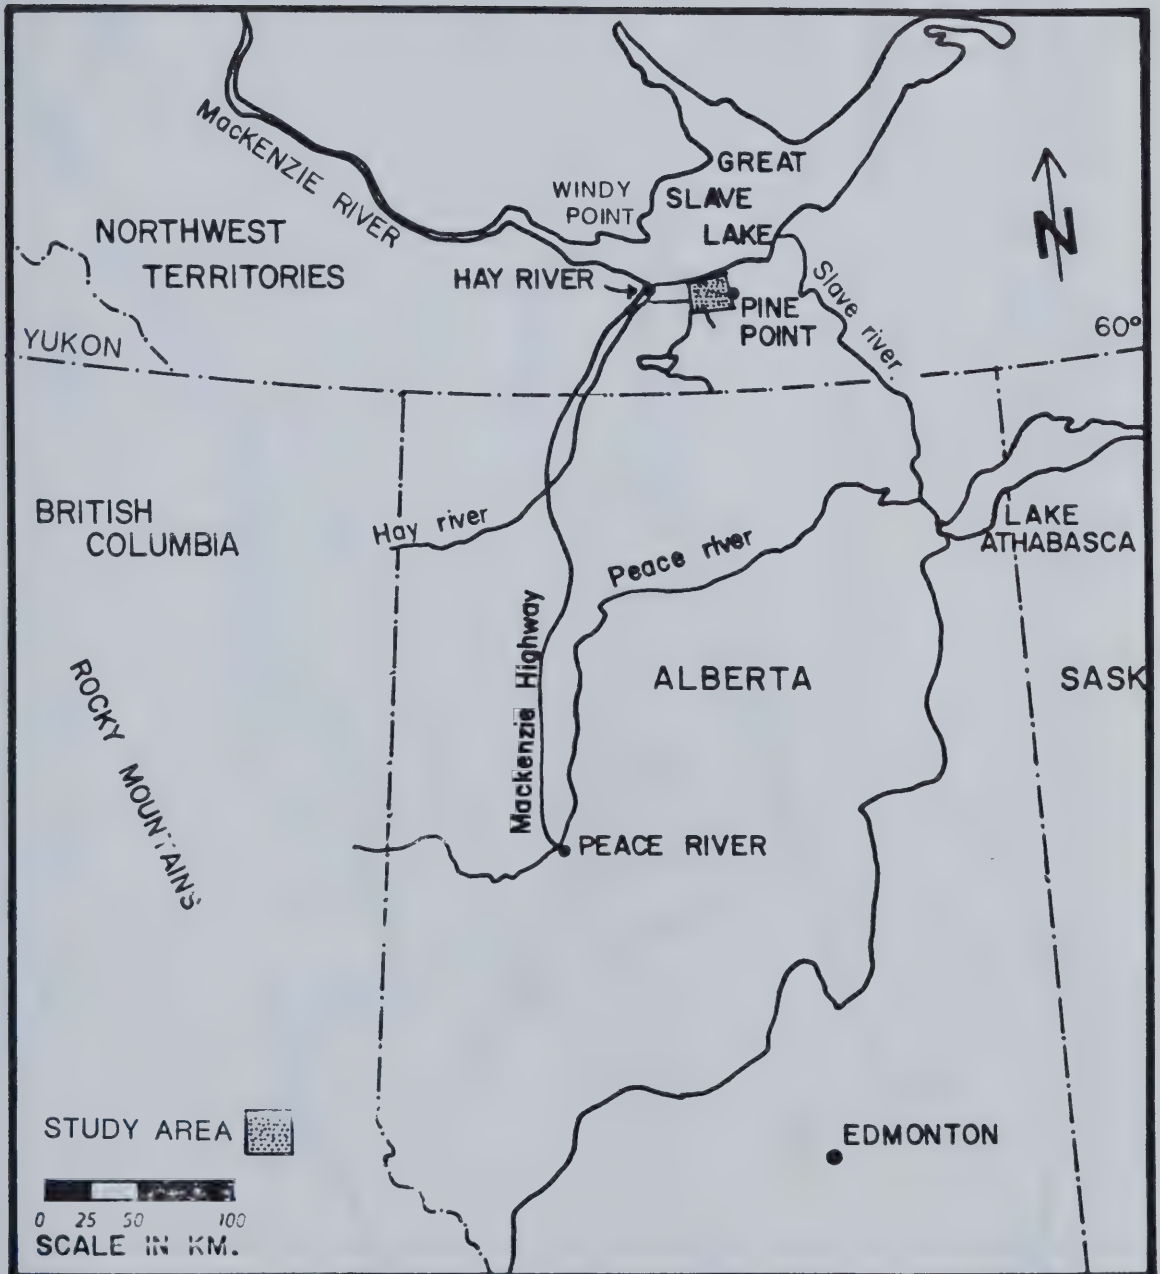 MacKENZIE RIVER
GREAT
SLAVE
LAKE
WINDY
POINT
N
NORTHWEST
TERRITORIES
HAY RIVER
Slave river
PINE
POINT
YUKON
60°
BRITISH
COLUMBIA
Hay river
Peace river
LAKE
ATHABASCA
Mackenzie Highway
ALBERTA
SASK
ROCKY MOUNTAINS
PEACE RIVER
STUDY AREA
EDMONTON
0 25 50 100
SCALE IN KM.